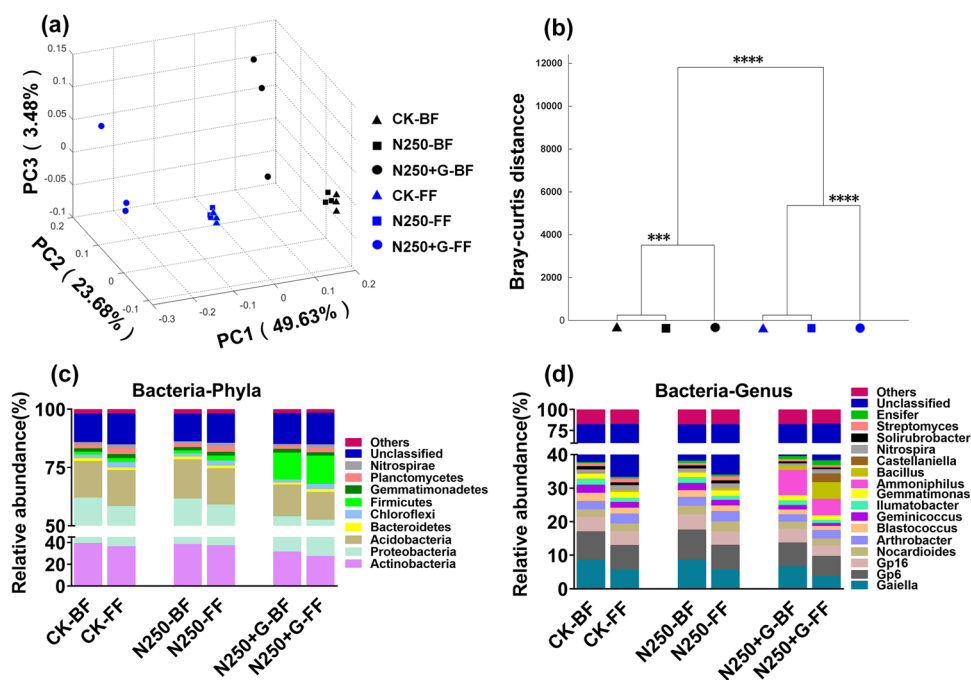 (a)
PC3 ( 3.48% )
0.15
0.1
0.05
0
-0.05
-0.1
0.2
0.1
0
-0.1
PC2 ( 23.68% )
-0.3
-0.2
-0.1
0
0.1
0.2
PC1 ( 49.63% )
CK-BF
N250-BF
N250+G-BF
CK-FF
N250-FF
N250+G-FF
(b)
Bray-curtis distancce
12000
10000
8000
6000
4000
2000
0
****
***
****
(c)
Bacteria-Phyla
Relative abundance(%)
100
75
50
40
20
0
CK-BF
CK-FF
N250-BF
N250-FF
N250+G-BF
N250+G-FF
Others
Unclassified
Nitrospirae
Planctomycetes
Gemmatimonadetes
Firmicutes
Chloroflexi
Bacteroidetes
Acidobacteria
Proteobacteria
Actinobacteria
(d)
Bacteria-Genus
Relative abundance(%)
100
75
40
30
20
10
0
CK-BF
CK-FF
N250-BF
N250-FF
N250+G-BF
N250+G-FF
Others
Unclassified
Ensifer
Streptomyces
Solirubrobacter
Nitrospira
Castellaniella
Bacillus
Ammoniphilus
Gemmatimonas
Ilumatobacter
Geminicoccus
Blastococcus
Arthrobacter
Nocardioides
Gp16
Gp6
Gaiella